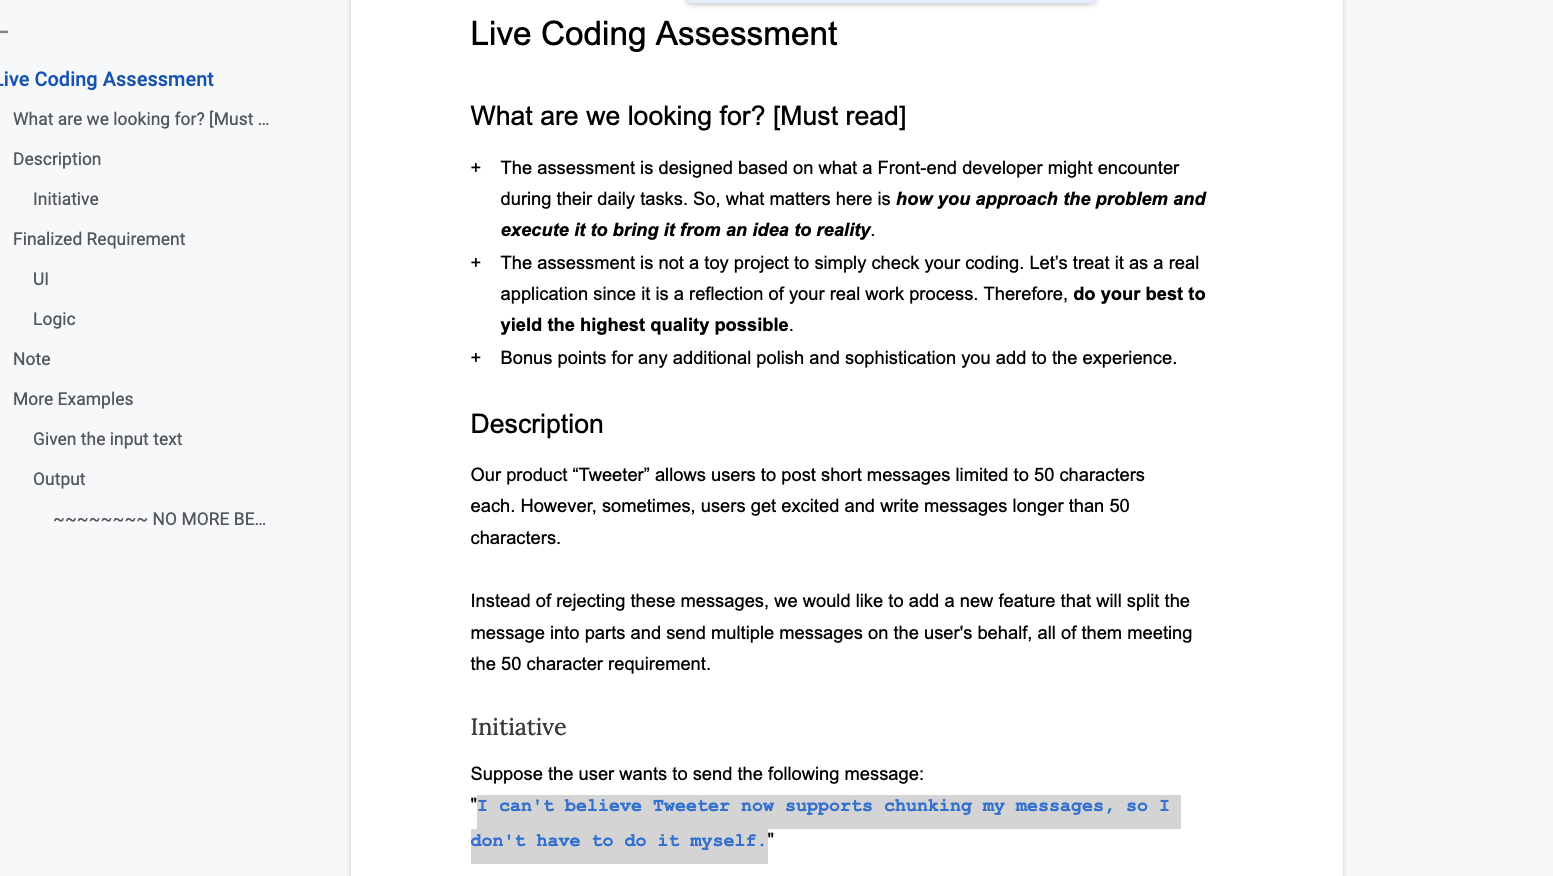 Live Coding Assessment
What are we looking for? [Must ...
Description
Initiative
Finalized Requirement
UI
Logic
Note
More Examples
Given the input text
Output
~~~~~~~~ NO MORE BE...
Live Coding Assessment
What are we looking for? [Must read]
+ The assessment is designed based on what a Front-end developer might encounter
during their daily tasks. So, what matters here is how you approach the problem and
execute it to bring it from an idea to reality.
+ The assessment is not a toy project to simply check your coding. Let’s treat it as a real
application since it is a reflection of your real work process. Therefore, do your best to
yield the highest quality possible.
+ Bonus points for any additional polish and sophistication you add to the experience.
Description
Our product “Tweeter” allows users to post short messages limited to 50 characters
each. However, sometimes, users get excited and write messages longer than 50
characters.
Instead of rejecting these messages, we would like to add a new feature that will split the
message into parts and send multiple messages on the user's behalf, all of them meeting
the 50 character requirement.
Initiative
Suppose the user wants to send the following message:
"I can't believe Tweeter now supports chunking my messages, so I
don't have to do it myself."